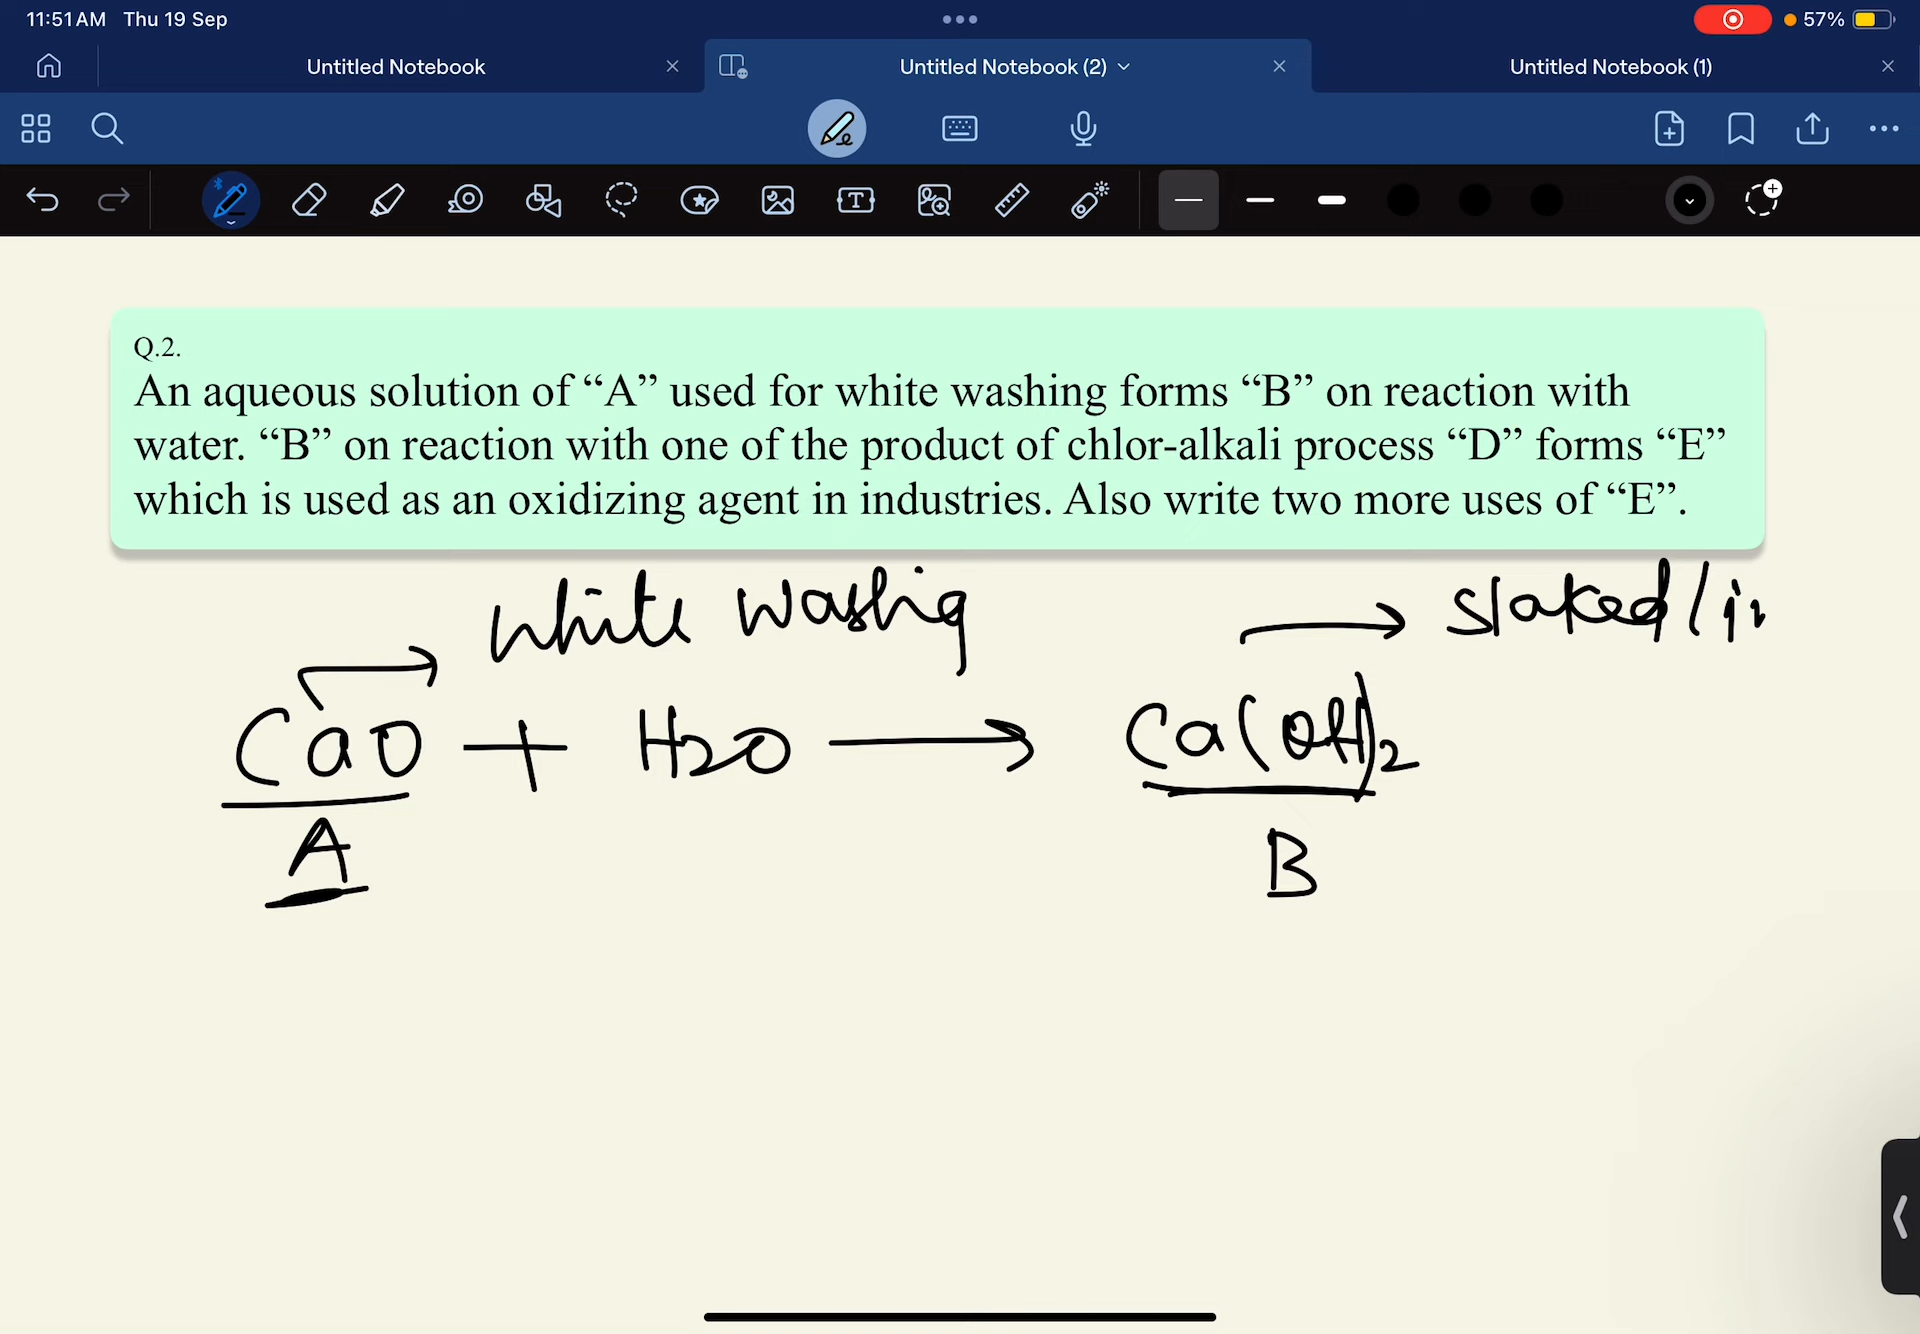 11:51 AM Thu 19 Sep
57%
Untitled Notebook
Untitled Notebook (2)
Untitled Notebook (1)
Q.2.
An aqueous solution of “A” used for white washing forms “B” on reaction with
water. “B” on reaction with one of the product of chlor-alkali process “D” forms “E”
which is used as an oxidizing agent in industries. Also write two more uses of “E”.
white washing
slaked
CaO + H2O → Ca(OH)2
A
B